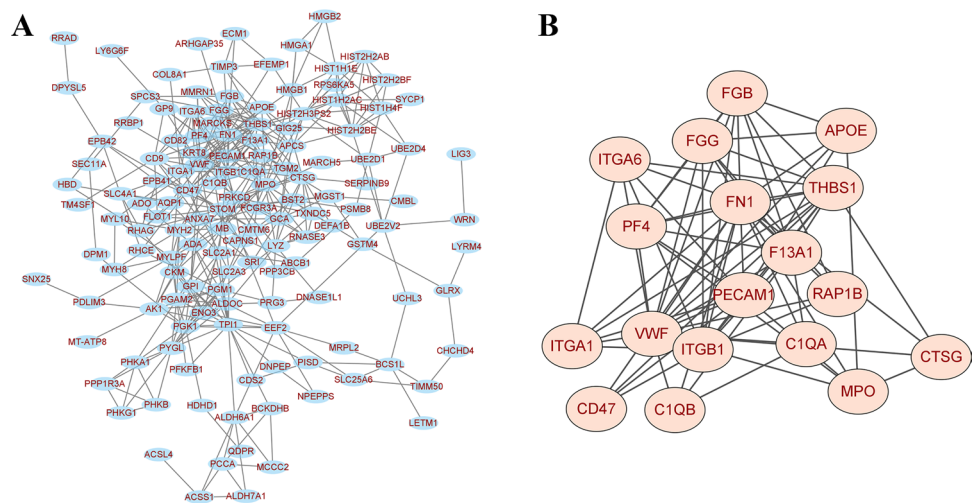 A
B
HMGB2
RRAD
ARHGAP35
ECM1
HMGA1
LY6G6F
HIST2H2AB
TIMP3
EFEMP1
HIST1H1E
COL8A1
HIST2H2BF
DPYSL5
RPS6KA5
HMGB1
SPCS3
MMRN1
FGB
HIST1H2AC
SYCP1
APOE
GP9
ITGA6
FGG
HIST1H4F
HIST2H3PS2
MARCKS
THBS1
GIG25
RRBP1
PF4
FN1
HIST2H2BE
EPB42
CD82
F13A1
APCS
UBE2D4
LIG3
KRT8
PECAM1
RAP1B
CD9
MARCH5
UBE2D1
SEC11A
VWF
ITGA1
ITGB1
C1QA
TGM2
CTSG
EPB41
C1QB
MPO
SERPINB9
HBD
SLC4A1
CD47
MGST1
CMBL
TM4SF1
ADO
AQP1
PRKCD
BST2
PSMB8
STOM
FCGR3A
TXNDC5
MYL10
FLOT1
ANXA7
GCA
DEFA1B
WRN
RHAG
MYH2
MB
CMTM6
RNASE3
UBE2V2
RHCE
ADA
CAPNS1
LYZ
GSTM4
LYRM4
DPM1
MYLPF
SLC2A1
SRI
ABCB1
MYH8
CKM
SLC2A3
PPP3CB
SNX25
GPI
PGM1
DNASE1L1
GLRX
PDLIM3
PGAM2
ALDOC
PRG3
UCHL3
AK1
ENO3
PGK1
TPI1
EEF2
MT-ATP8
PYGL
MRPL2
CHCHD4
PHKA1
PISD
BCS1L
PFKFB1
DNPEP
PPP1R3A
CDS2
SLC25A6
TIMM50
NPEPPS
PHKB
HDHD1
BCKDHB
PHKG1
ALDH6A1
LETM1
QDPR
ACSL4
PCCA
MCCC2
ACSS1
ALDH7A1
FGB
FGG
APOE
ITGA6
THBS1
FN1
PF4
F13A1
PECAM1
RAP1B
ITGA1
VWF
ITGB1
C1QA
CTSG
MPO
CD47
C1QB